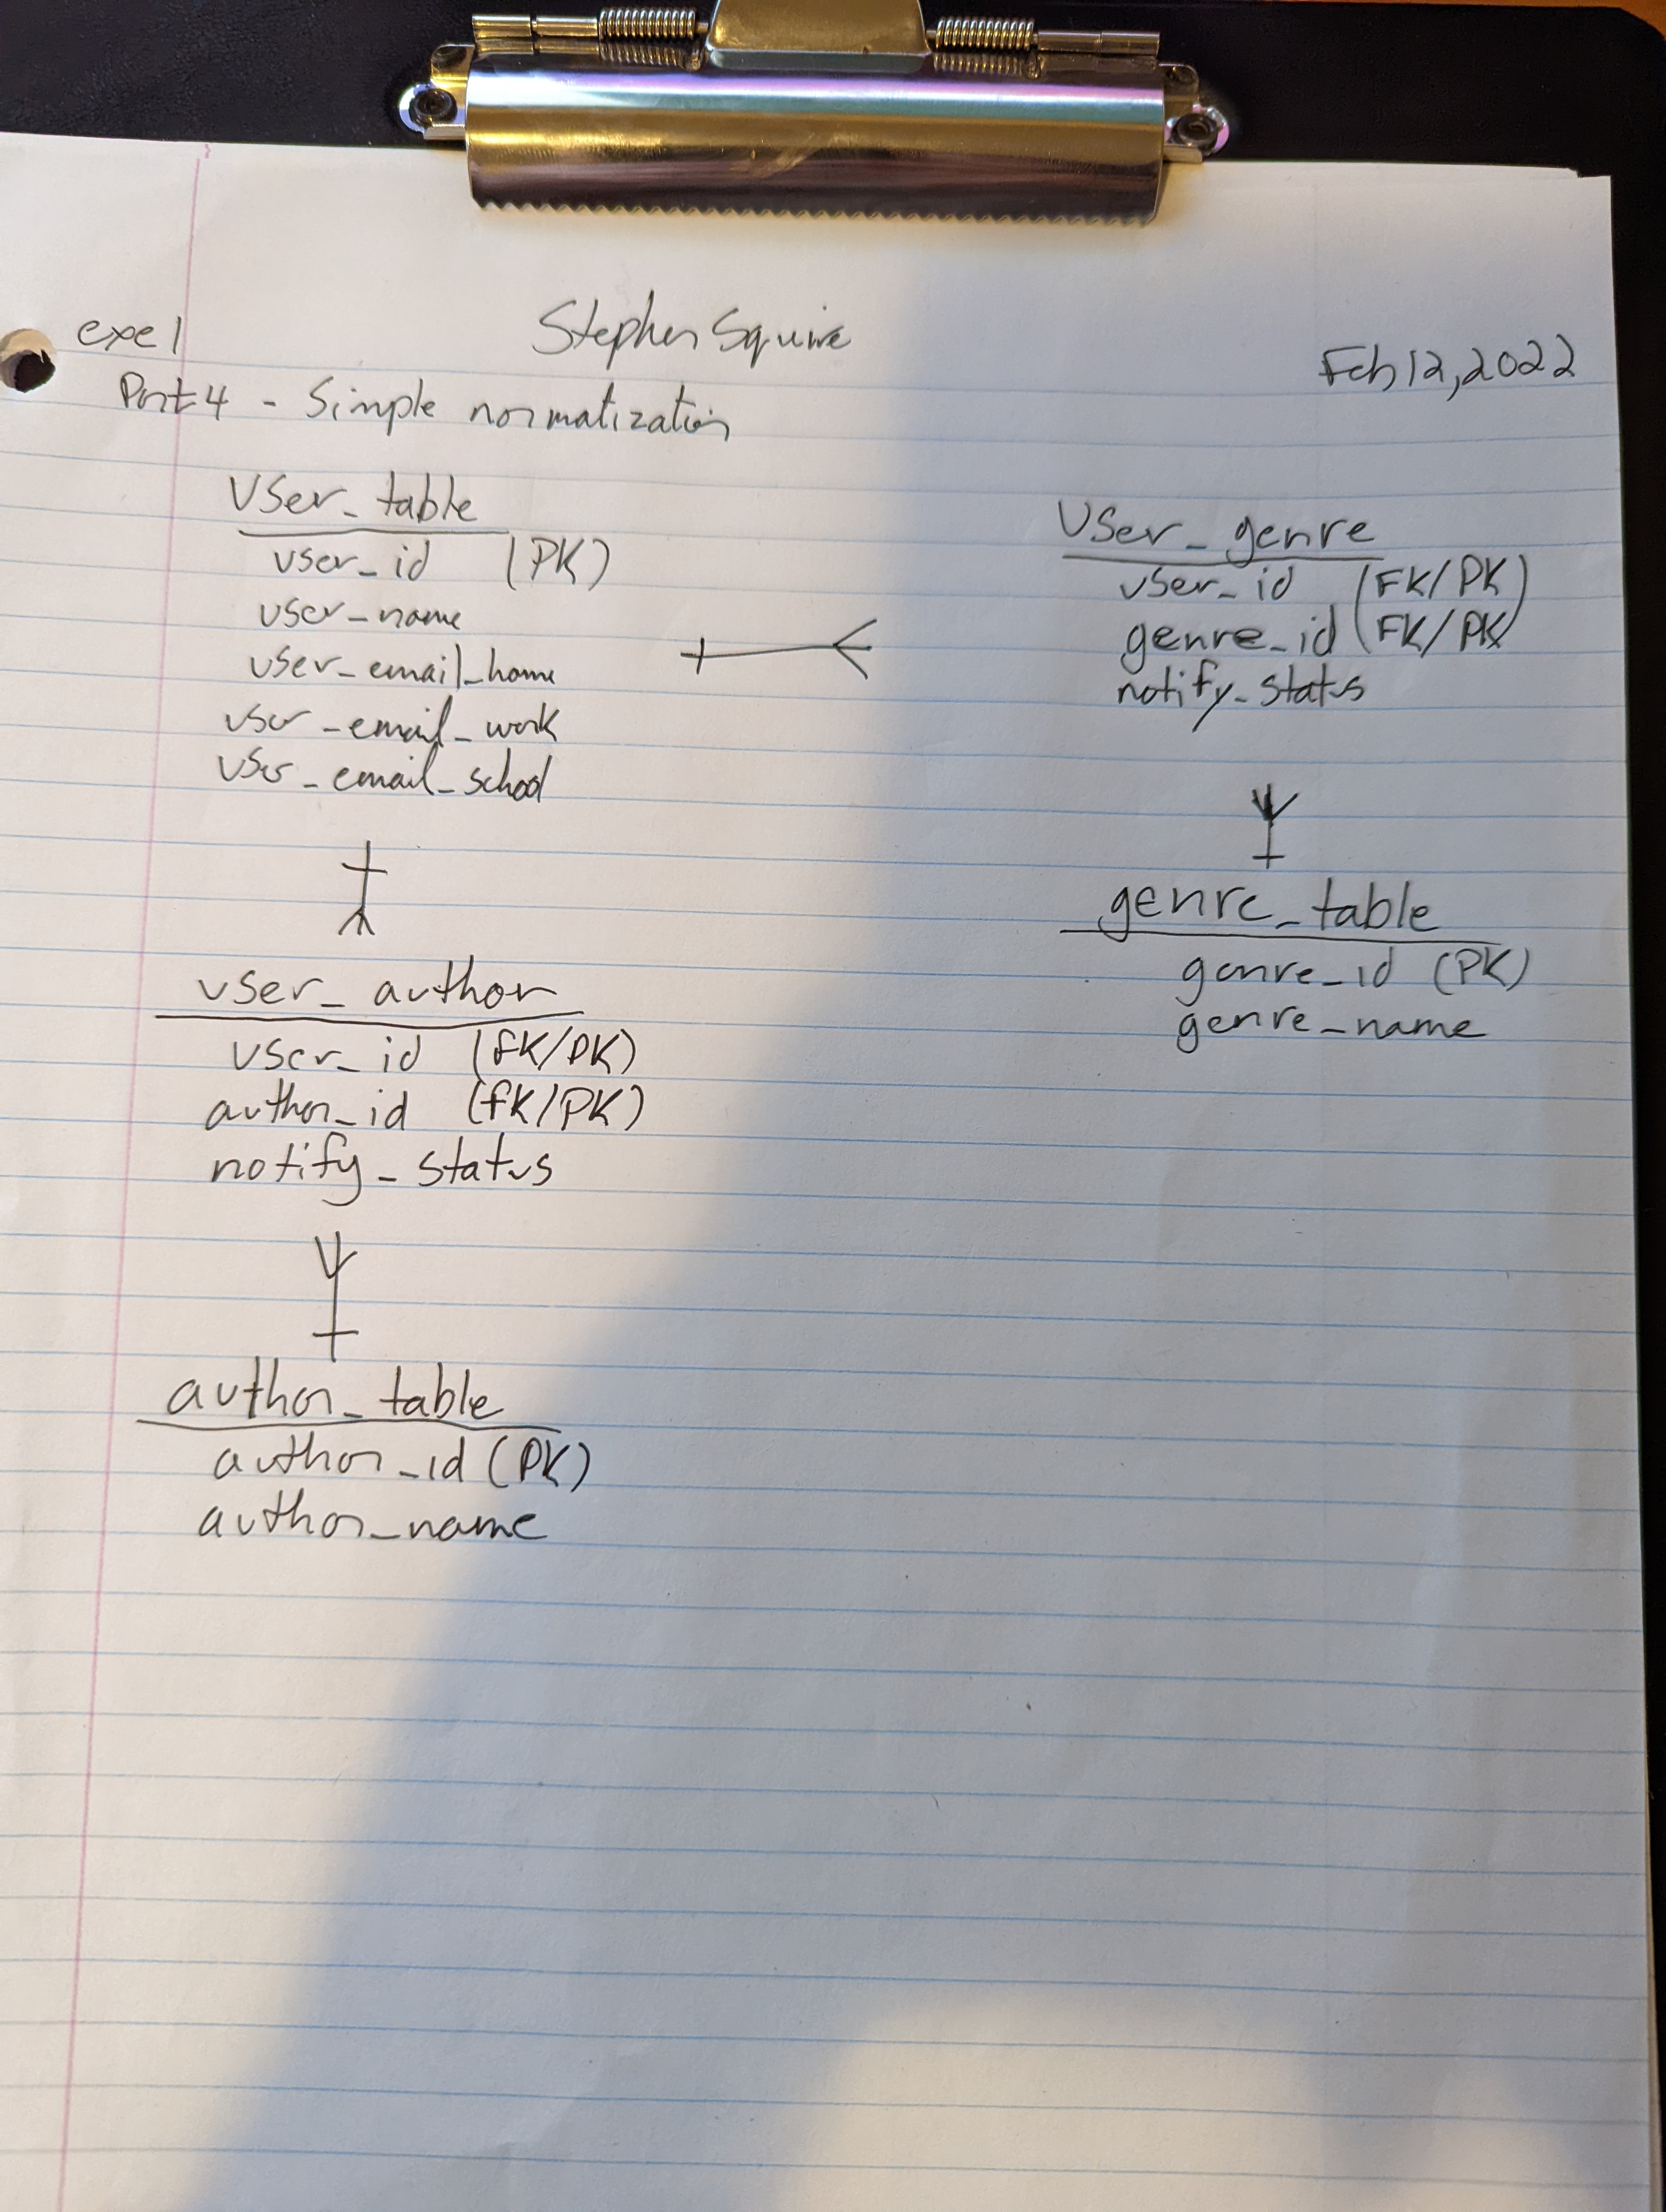 exe 1
Stephen Squire
Feb 12, 2022
Part 4 - Simple normatization
User_table
user_id (PK)
user_name
user_email_home
user_email_work
user_email_school
User_genre
user_id (FK/PK)
genre_id (FK/PK)
notify_status
genre_table
genre_id (PK)
genre_name
user_author
user_id (fK/PK)
author_id (fK/PK)
notify_status
author_table
author_id (PK)
author_name